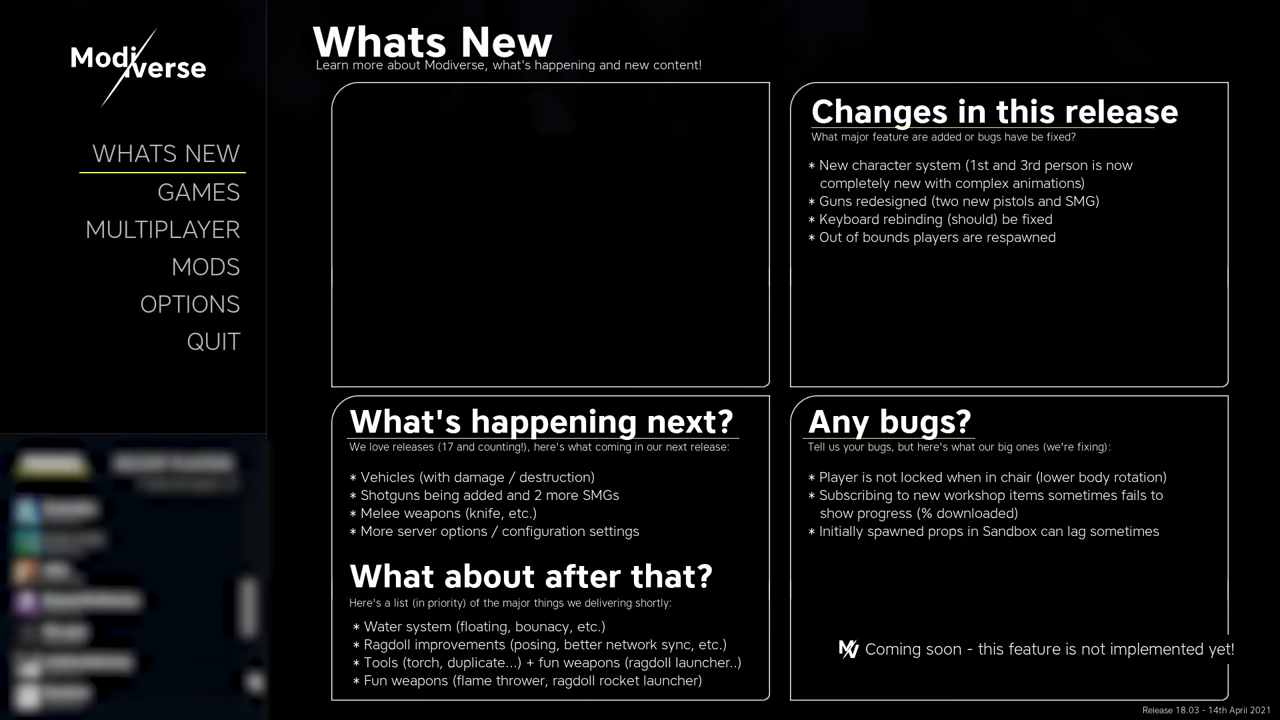 Modiverse
WHATS NEW
GAMES
MULTIPLAYER
MODS
OPTIONS
QUIT
Whats New
Learn more about Modiverse, what's happening and new content!
Changes in this release
What major feature are added or bugs have be fixed?
* New character system (1st and 3rd person is now
completely new with complex animations)
* Guns redesigned (two new pistols and SMG)
* Keyboard rebinding (should) be fixed
* Out of bounds players are respawned
What's happening next?
We love releases (17 and counting!), here's what coming in our next release:
* Vehicles (with damage / destruction)
* Shotguns being added and 2 more SMGs
* Melee weapons (knife, etc.)
* More server options / configuration settings
What about after that?
Here's a list (in priority) of the major things we delivering shortly:
* Water system (floating, bounacy, etc.)
* Ragdoll improvements (posing, better network sync, etc.)
* Tools (torch, duplicate...) + fun weapons (ragdoll launcher..)
* Fun weapons (flame thrower, ragdoll rocket launcher)
Any bugs?
Tell us your bugs, but here's what our big ones (we're fixing):
* Player is not locked when in chair (lower body rotation)
* Subscribing to new workshop items sometimes fails to
show progress (% downloaded)
* Initially spawned props in Sandbox can lag sometimes
Coming soon - this feature is not implemented yet!
Release 18.03 - 14th April 2021